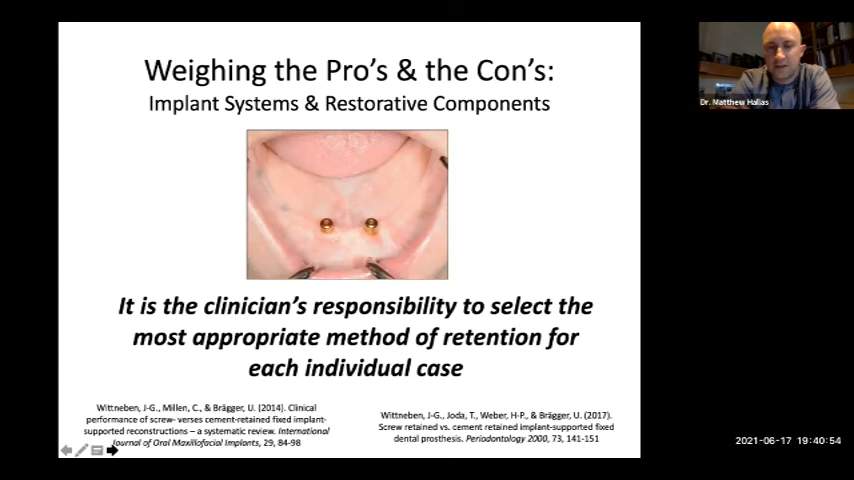 Weighing the Pro's & the Con's:
Implant Systems & Restorative Components
Dr. Matthew Hallas
It is the clinician's responsibility to select the
most appropriate method of retention for
each individual case
Wittneben, J-G., Millen, C., & Brägger, U. (2014). Clinical
performance of screw- verses cement-retained fixed implant-
supported reconstructions – a systematic review. International
Journal of Oral Maxillofacial Implants, 29, 84-98
Wittneben, J-G., Joda, T., Weber, H-P., & Brägger, U. (2017).
Screw retained vs. cement retained implant-supported fixed
dental prosthesis. Periodontology 2000, 73, 141-151
2021-06-17 19:40:54